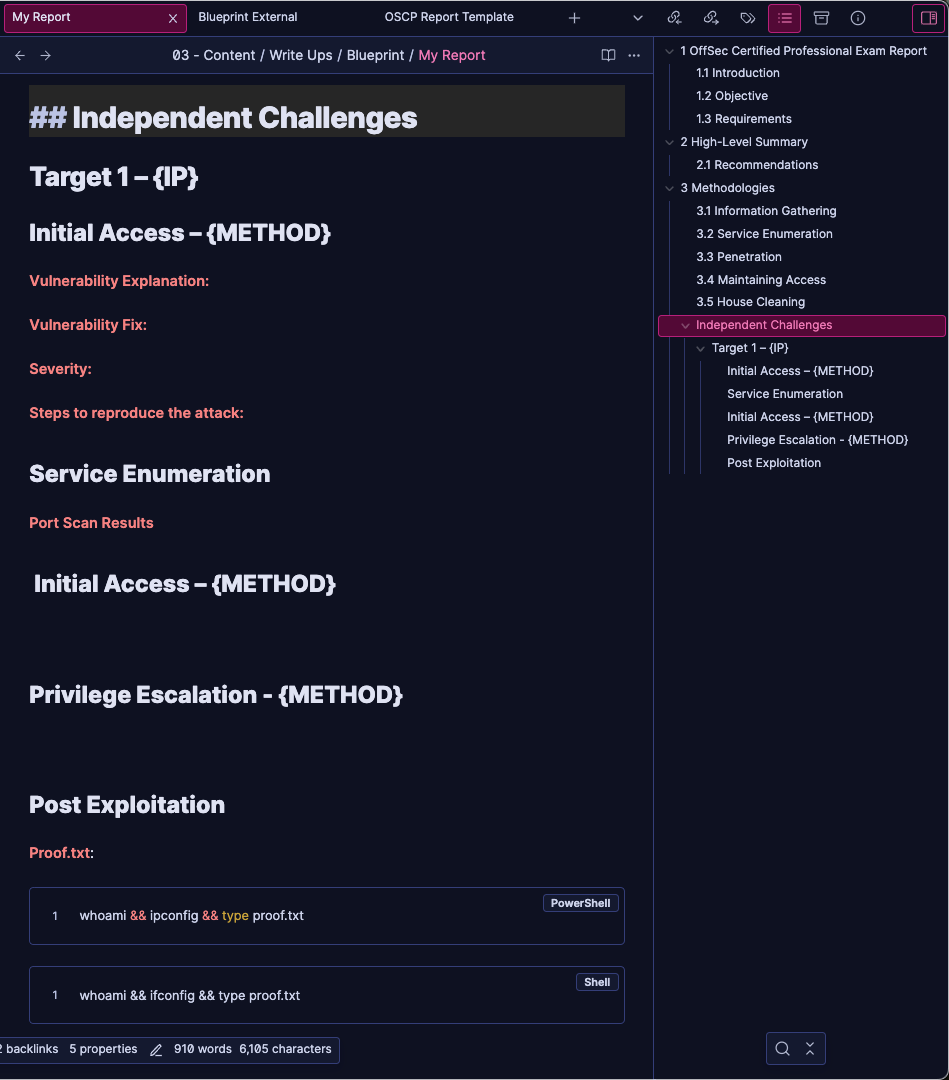 My Report
Blueprint External
OSCP Report Template
03 - Content / Write Ups / Blueprint / My Report
## Independent Challenges
Target 1 – {IP}
Initial Access – {METHOD}
Vulnerability Explanation:
Vulnerability Fix:
Severity:
Steps to reproduce the attack:
Service Enumeration
Port Scan Results
Initial Access – {METHOD}
Privilege Escalation - {METHOD}
Post Exploitation
Proof.txt:
PowerShell
1 whoami && ipconfig && type proof.txt
Shell
1 whoami && ifconfig && type proof.txt
2 backlinks 5 properties 910 words 6,105 characters
1 OffSec Certified Professional Exam Report
1.1 Introduction
1.2 Objective
1.3 Requirements
2 High-Level Summary
2.1 Recommendations
3 Methodologies
3.1 Information Gathering
3.2 Service Enumeration
3.3 Penetration
3.4 Maintaining Access
3.5 House Cleaning
Independent Challenges
Target 1 – {IP}
Initial Access – {METHOD}
Service Enumeration
Initial Access – {METHOD}
Privilege Escalation - {METHOD}
Post Exploitation